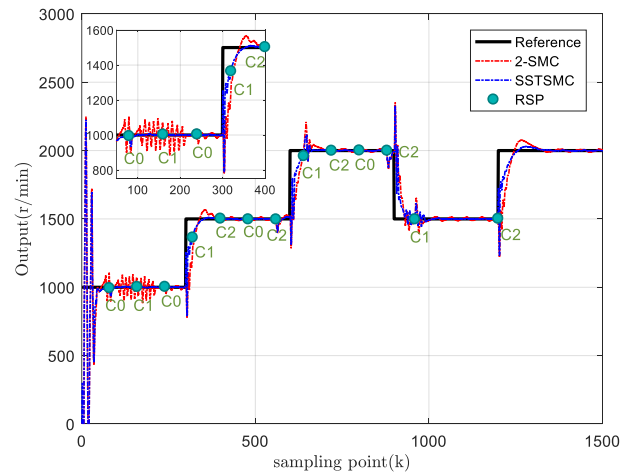 3000
2500
2000
1500
1000
500
0
0
500
1000
1500
Output(r/min)
sampling point(k)
Reference
2-SMC
SSTSMC
RSP
1600
1400
1200
1000
800
100
200
300
400
C0
C1
C0
C1
C2
C0
C1
C0
C1
C2
C0
C2
C1
C2
C0
C2
C1
C2